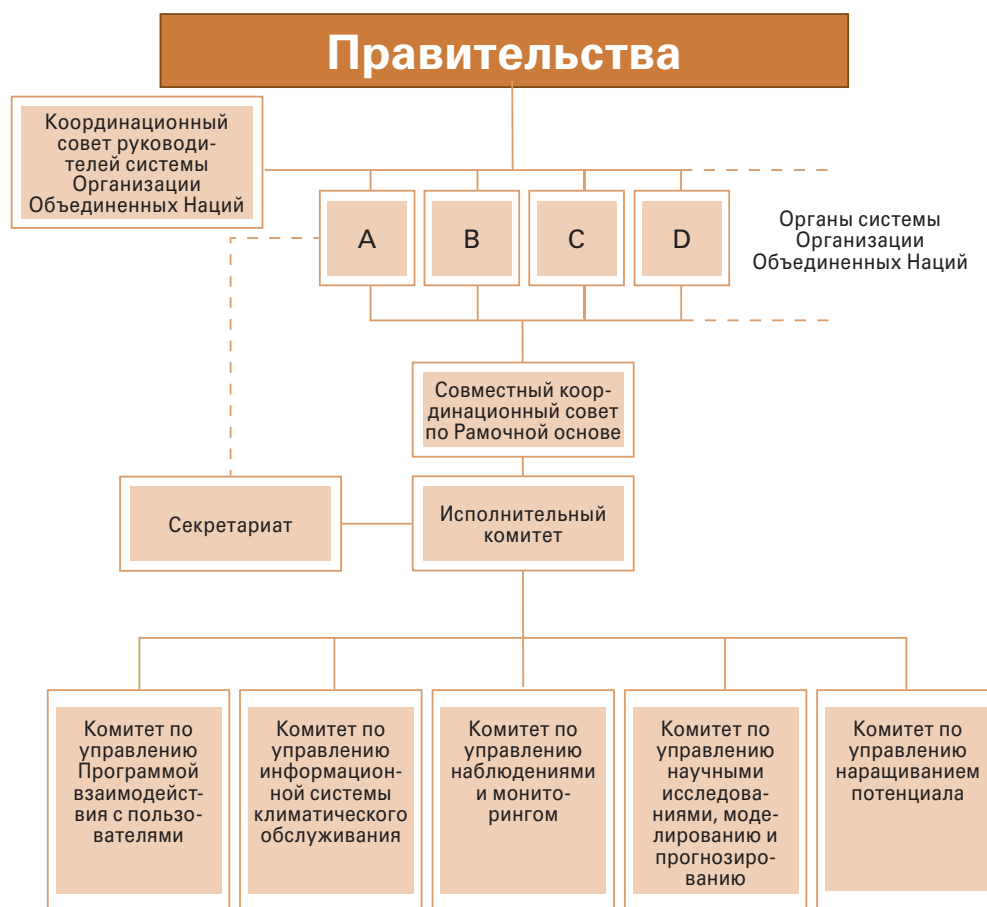 Правительства
Координационный
совет руководи-
телей системы
Организации
Объединенных Наций
A
B
C
D
Органы системы
Организации
Объединенных Наций
Совместный коор-
динационный совет
по Рамочной основе
Секретариат
Исполнительный
комитет
Комитет по
управлению
Программой
взаимодейст-
вия с пользо-
вателями
Комитет по
управлению
информацион-
ной системы
климатического
обслуживания
Комитет по
управлению
наблюдениями
и монито-
рингом
Комитет по
управлению
научными
исследова-
ниями, моде-
лированию и
прогнозиро-
ванию
Комитет по
управлению
наращиванием
потенциала